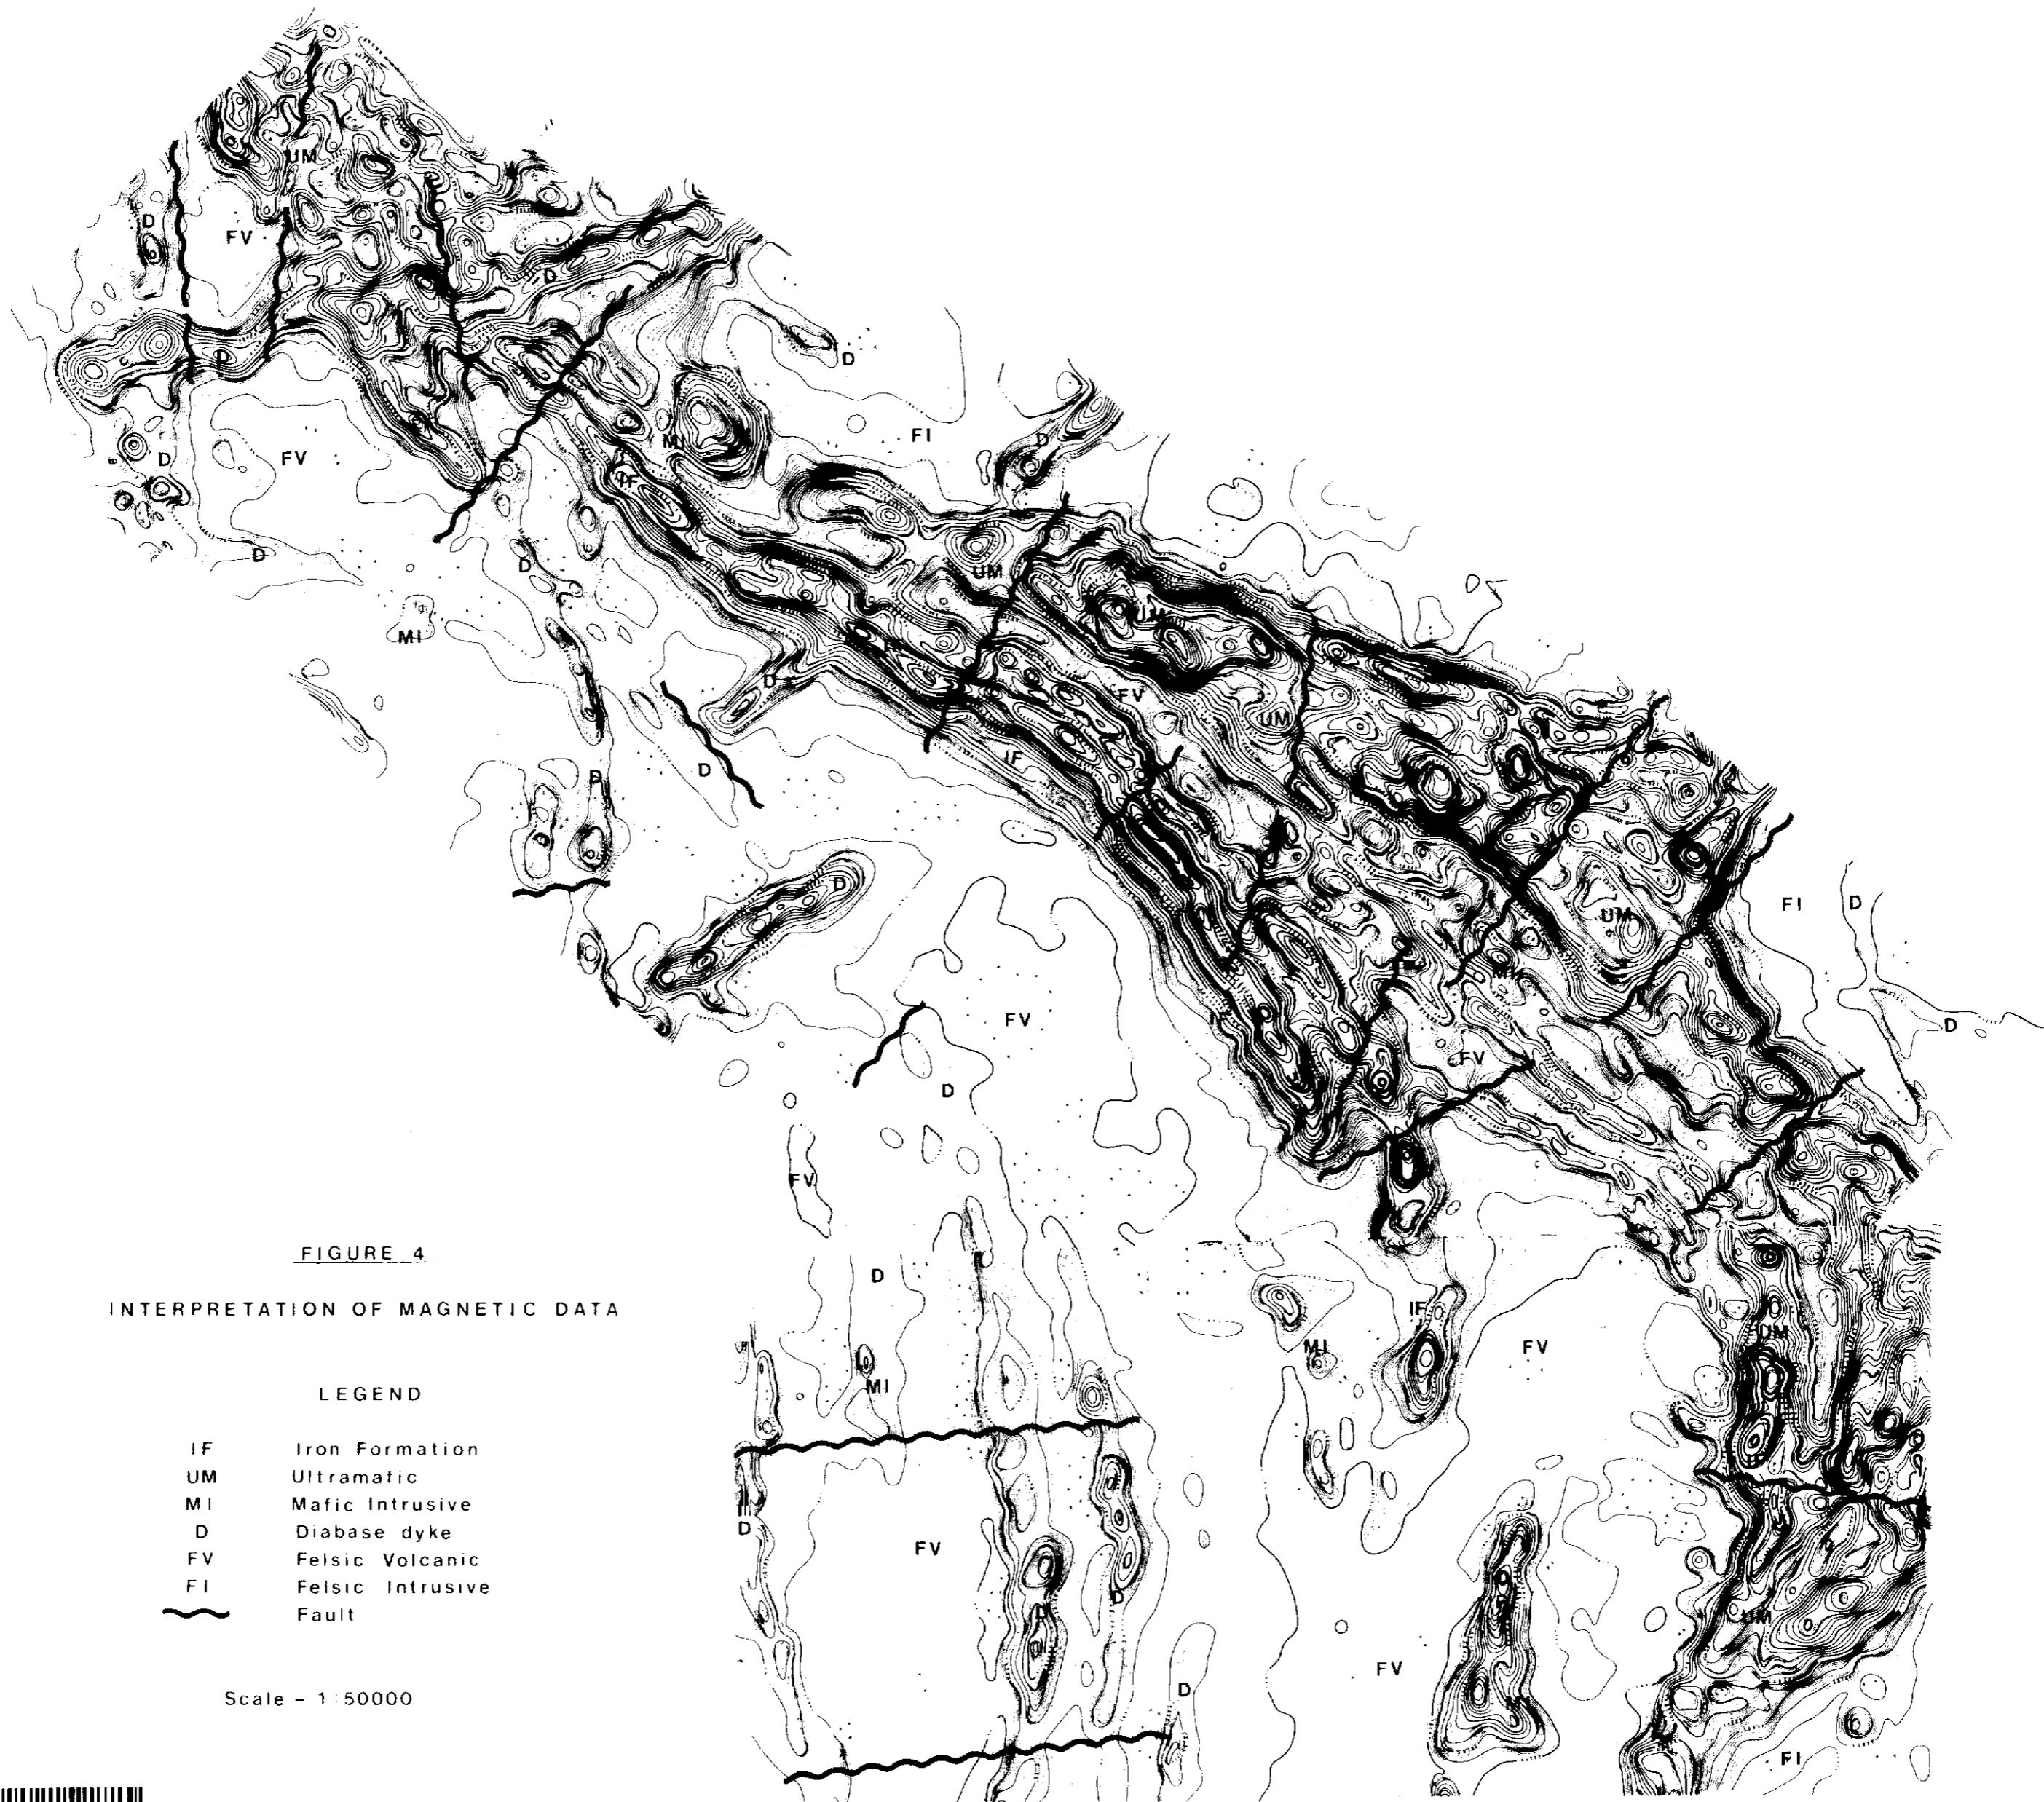 UM
D
FV
D
D
D
MI
FI
D
FV
D
IF
D
D
UM
UM
MI
D
FV
UM
D
IF
D
D
FI
D
UM
MI
D
FV
FV
IF
D
FV
D
IF
UM
MI
FV
MI
D
FV
D
D
UM
FV
D
MI
FI
FIGURE 4
INTERPRETATION OF MAGNETIC DATA
LEGEND
IF Iron Formation
UM Ultramafic
MI Mafic Intrusive
D Diabase dyke
FV Felsic Volcanic
FI Felsic Intrusive
Fault
Scale - 1:50000